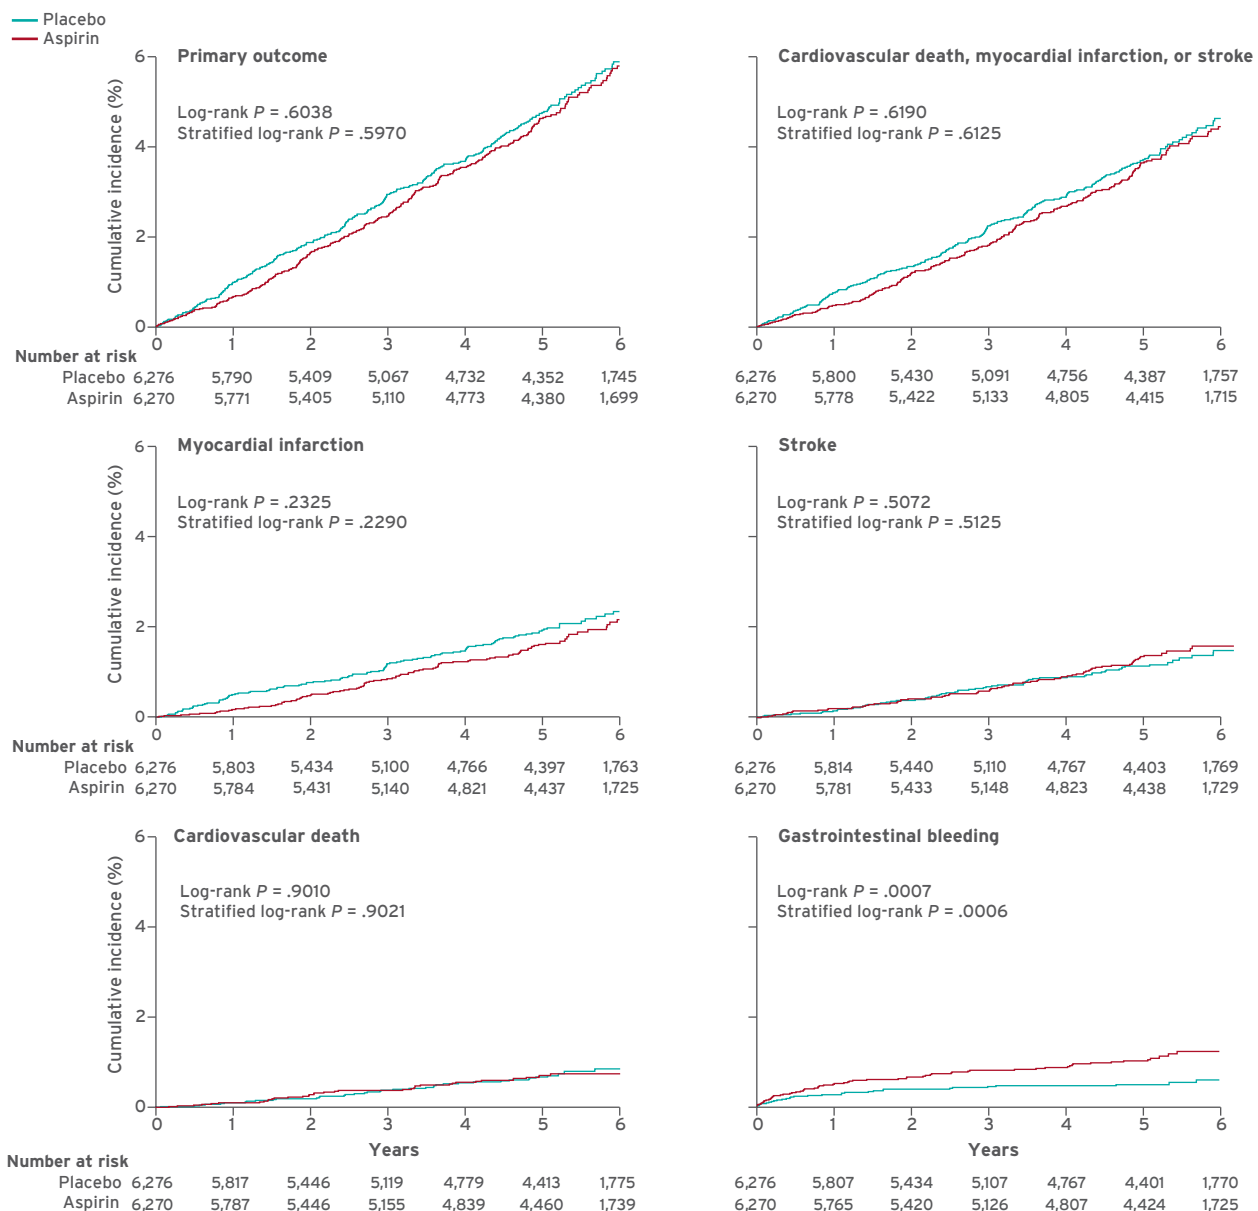 Placebo
Aspirin
Primary outcome
Log-rank P = .6038
Stratified log-rank P = .5970
Cumulative incidence (%)
6
4
2
0
0 1 2 3 4 5 6
Number at risk
Placebo 6,276 5,790 5,409 5,067 4,732 4,352 1,745
Aspirin 6,270 5,771 5,405 5,110 4,773 4,380 1,699
Cardiovascular death, myocardial infarction, or stroke
Log-rank P = .6190
Stratified log-rank P = .6125
0 1 2 3 4 5 6
6,276 5,800 5,430 5,091 4,756 4,387 1,757
6,270 5,778 5,,422 5,133 4,805 4,415 1,715
Myocardial infarction
Log-rank P = .2325
Stratified log-rank P = .2290
Cumulative incidence (%)
6
4
2
0
0 1 2 3 4 5 6
Number at risk
Placebo 6,276 5,803 5,434 5,100 4,766 4,397 1,763
Aspirin 6,270 5,784 5,431 5,140 4,821 4,437 1,725
Stroke
Log-rank P = .5072
Stratified log-rank P = .5125
0 1 2 3 4 5 6
6,276 5,814 5,440 5,110 4,767 4,403 1,769
6,270 5,781 5,433 5,148 4,823 4,438 1,729
Cardiovascular death
Log-rank P = .9010
Stratified log-rank P = .9021
Cumulative incidence (%)
6
4
2
0
0 1 2 3 4 5 6
Years
Number at risk
Placebo 6,276 5,817 5,446 5,119 4,779 4,413 1,775
Aspirin 6,270 5,787 5,446 5,155 4,839 4,460 1,739
Gastrointestinal bleeding
Log-rank P = .0007
Stratified log-rank P = .0006
0 1 2 3 4 5 6
Years
6,276 5,807 5,434 5,107 4,767 4,401 1,770
6,270 5,765 5,420 5,126 4,807 4,424 1,725